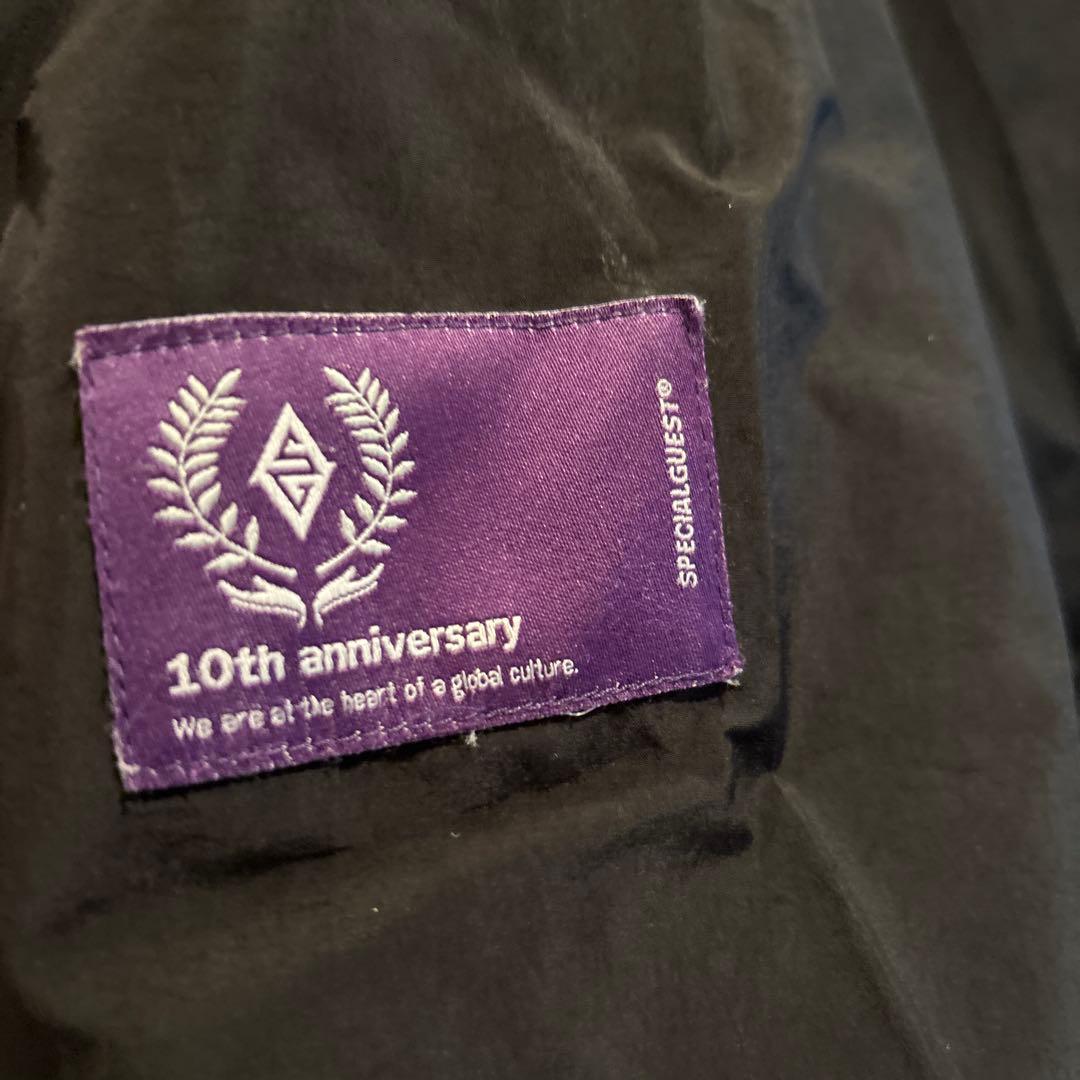 10th anniversary
We are at the heart of a global culture.
SPECIALGUEST®